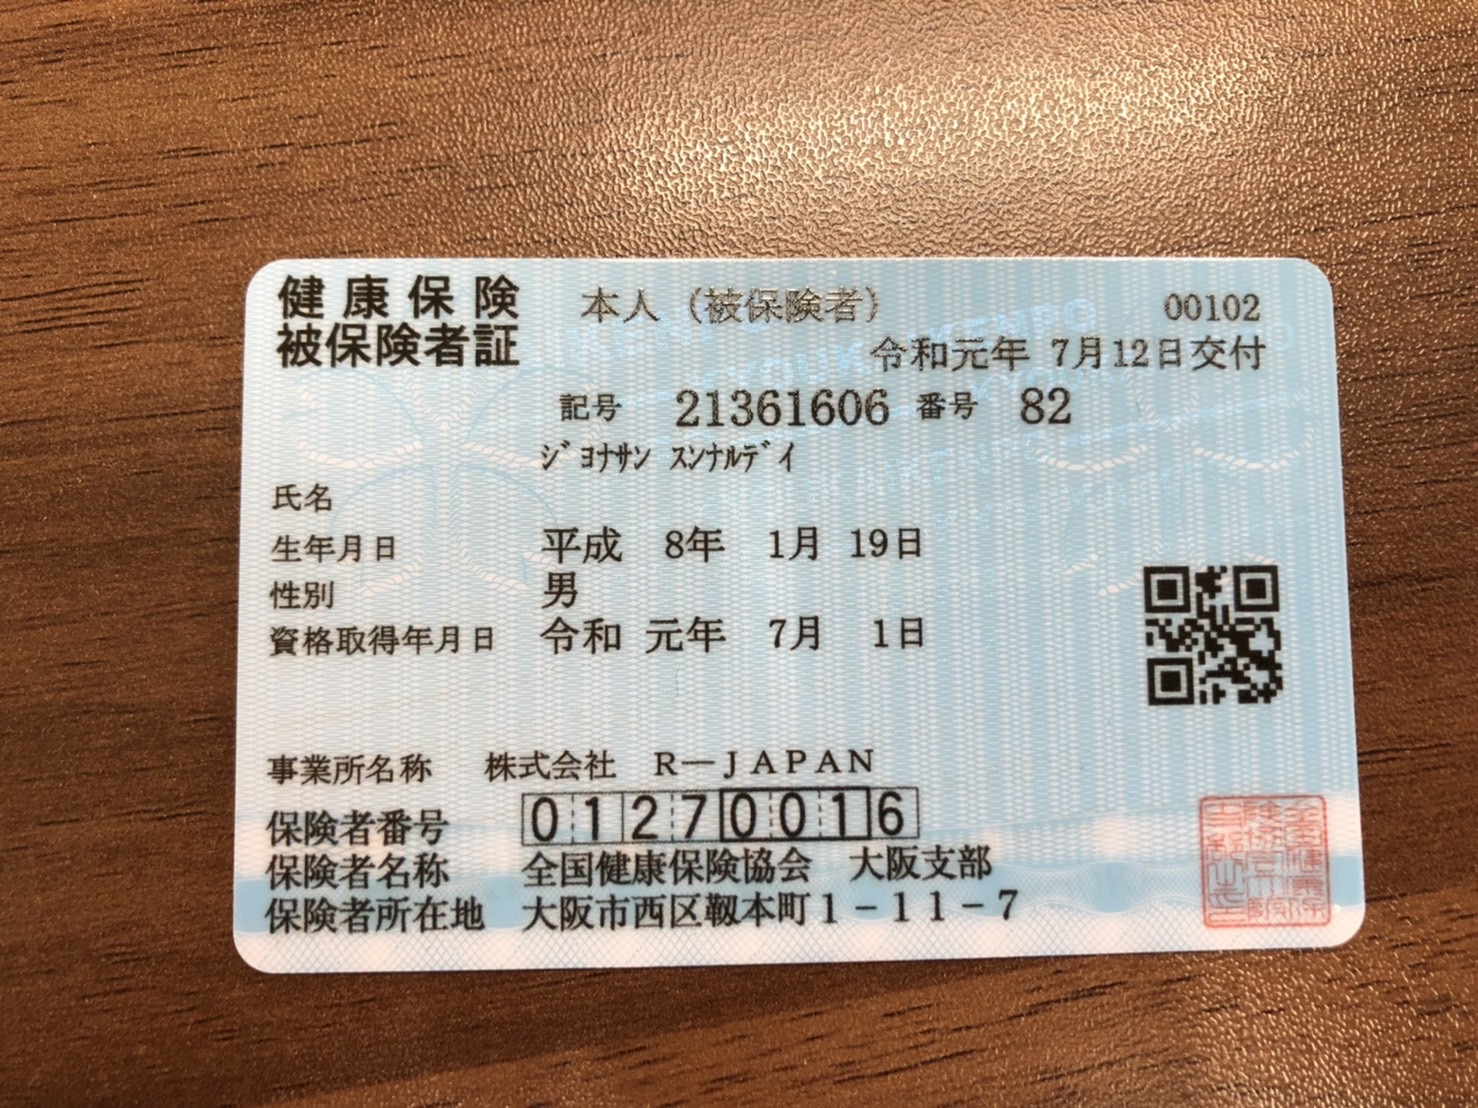 健康保険 本人（被保険者） 00102
被保険者証 令和元年 7月12日交付
記号 21361606 番号 82
ｼﾞﾖﾅｻﾝ ｽﾝﾅﾙﾃﾞｲ
氏名
生年月日 平成 8年 1月 19日
性別 男
資格取得年月日 令和 元年 7月 1日
事業所名称 株式会社 Ｒ－ＪＡＰＡＮ
保険者番号 01270016
保険者名称 全国健康保険協会 大阪支部
保険者所在地 大阪市西区靱本町１－１１－７